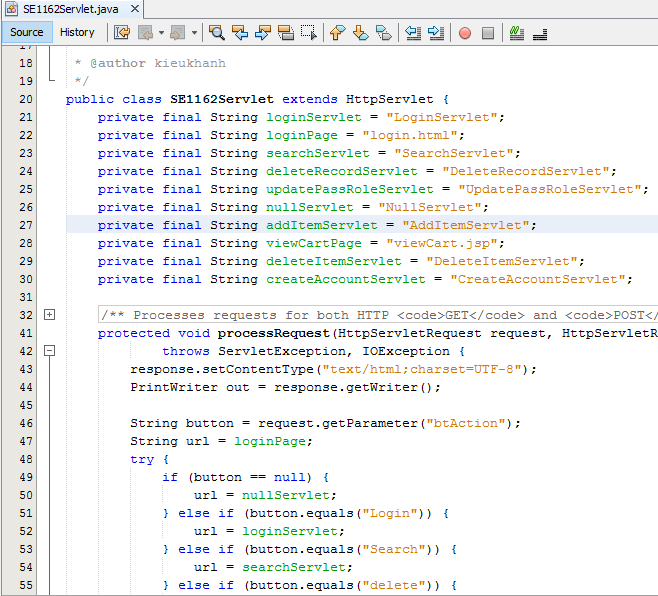 SE1162Servlet.java
Source History
17
18 * @author kieukhanh
19 */
20 public class SE1162Servlet extends HttpServlet {
21 private final String loginServlet = "LoginServlet";
22 private final String loginPage = "login.html";
23 private final String searchServlet = "SearchServlet";
24 private final String deleteRecordServlet = "DeleteRecordServlet";
25 private final String updatePassRoleServlet = "UpdatePassRoleServlet";
26 private final String nullServlet = "NullServlet";
27 private final String addItemServlet = "AddItemServlet";
28 private final String viewCartPage = "viewCart.jsp";
29 private final String deleteItemServlet = "DeleteItemServlet";
30 private final String createAccountServlet = "CreateAccountServlet";
31
32 /** Processes requests for both HTTP <code>GET</code> and <code>POST</
41 protected void processRequest(HttpServletRequest request, HttpServletR
42 throws ServletException, IOException {
43 response.setContentType("text/html;charset=UTF-8");
44 PrintWriter out = response.getWriter();
45
46 String button = request.getParameter("btAction");
47 String url = loginPage;
48 try {
49 if (button == null) {
50 url = nullServlet;
51 } else if (button.equals("Login")) {
52 url = loginServlet;
53 } else if (button.equals("Search")) {
54 url = searchServlet;
55 } else if (button.equals("delete")) {